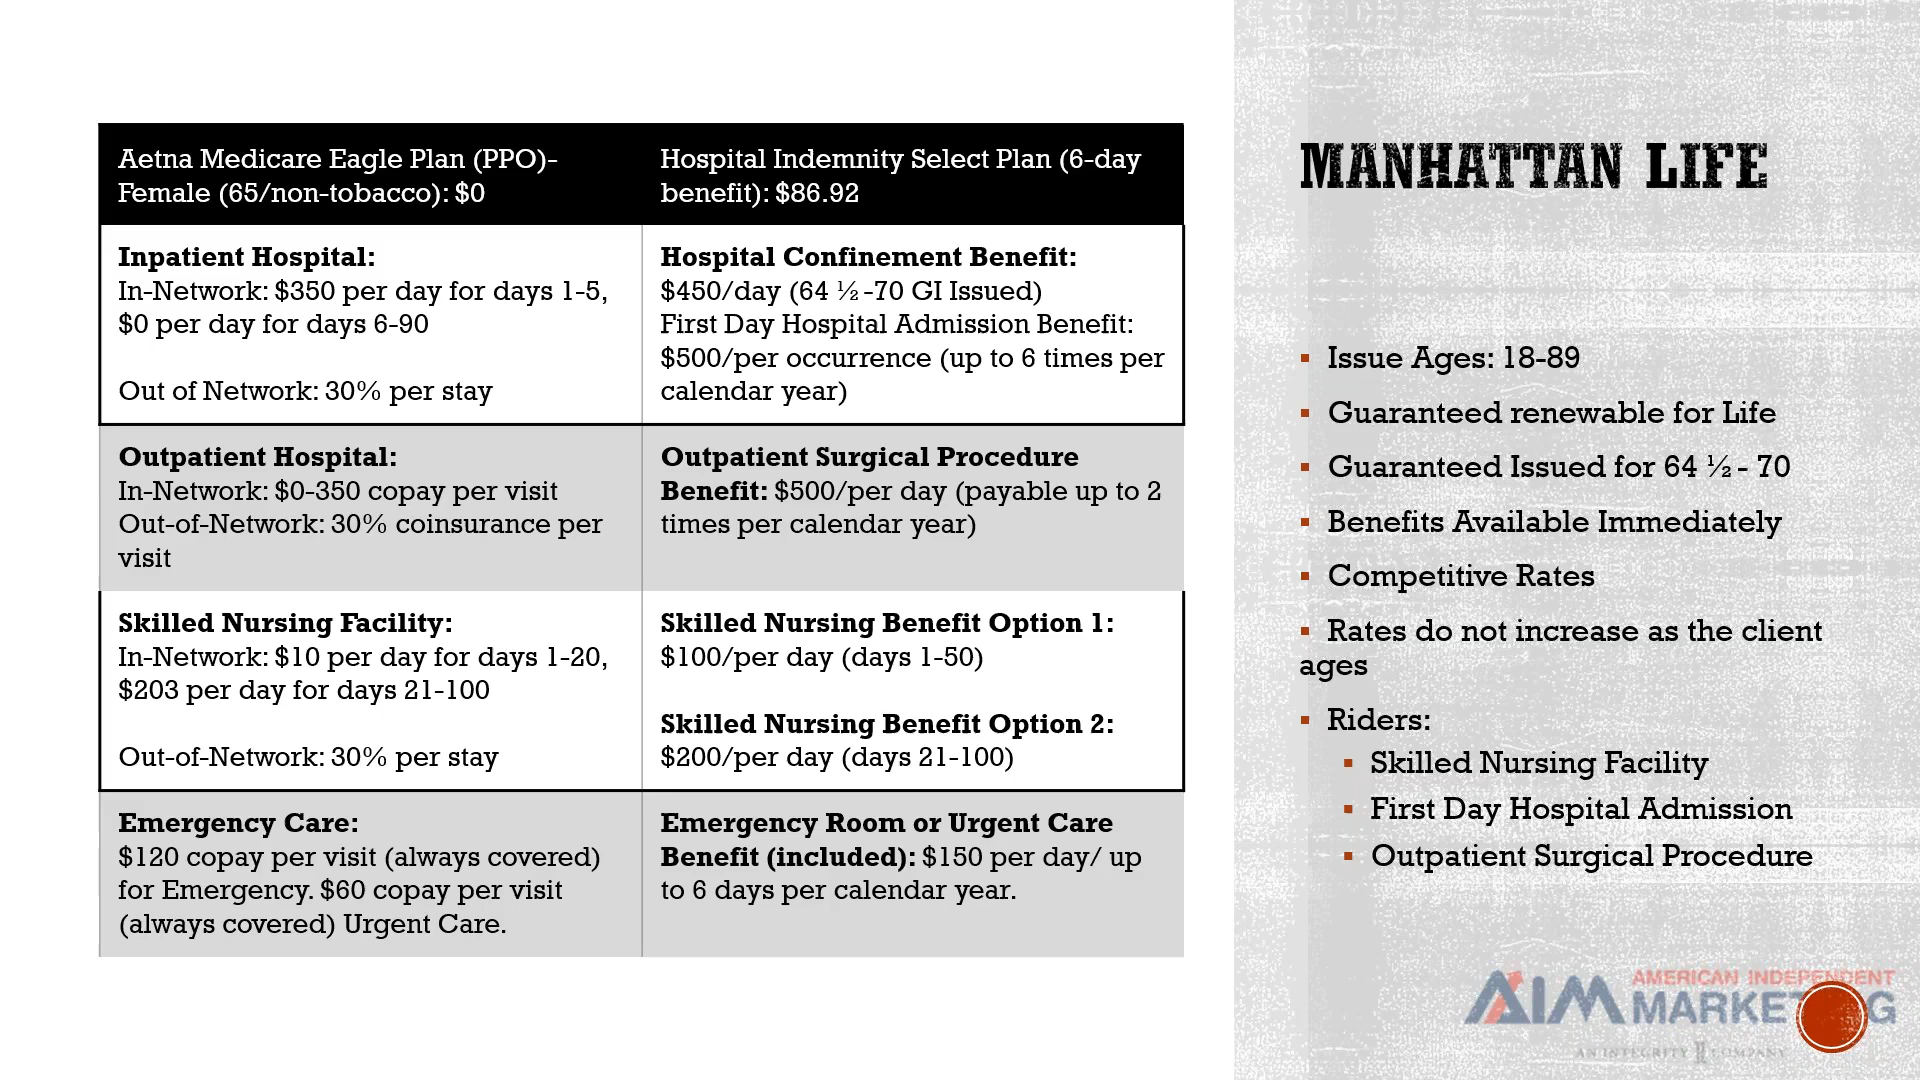 Aetna Medicare Eagle Plan (PPO)-
Female (65/non-tobacco): $0
Hospital Indemnity Select Plan (6-day
benefit): $86.92
Inpatient Hospital:
In-Network: $350 per day for days 1-5,
$0 per day for days 6-90
Out of Network: 30% per stay
Hospital Confinement Benefit:
$450/day (64 ½ -70 GI Issued)
First Day Hospital Admission Benefit:
$500/per occurrence (up to 6 times per
calendar year)
Outpatient Hospital:
In-Network: $0-350 copay per visit
Out-of-Network: 30% coinsurance per
visit
Outpatient Surgical Procedure
Benefit: $500/per day (payable up to 2
times per calendar year)
Skilled Nursing Facility:
In-Network: $10 per day for days 1-20,
$203 per day for days 21-100
Out-of-Network: 30% per stay
Skilled Nursing Benefit Option 1:
$100/per day (days 1-50)
Skilled Nursing Benefit Option 2:
$200/per day (days 21-100)
Emergency Care:
$120 copay per visit (always covered)
for Emergency. $60 copay per visit
(always covered) Urgent Care.
Emergency Room or Urgent Care
Benefit (included): $150 per day/ up
to 6 days per calendar year.
MANHATTAN LIFE
▪ Issue Ages: 18-89
▪ Guaranteed renewable for Life
▪ Guaranteed Issued for 64 ½ - 70
▪ Benefits Available Immediately
▪ Competitive Rates
▪ Rates do not increase as the client
ages
▪ Riders:
▪ Skilled Nursing Facility
▪ First Day Hospital Admission
▪ Outpatient Surgical Procedure
AIM
AMERICAN INDEPENDENT
AN INTEGRITY COMPANY